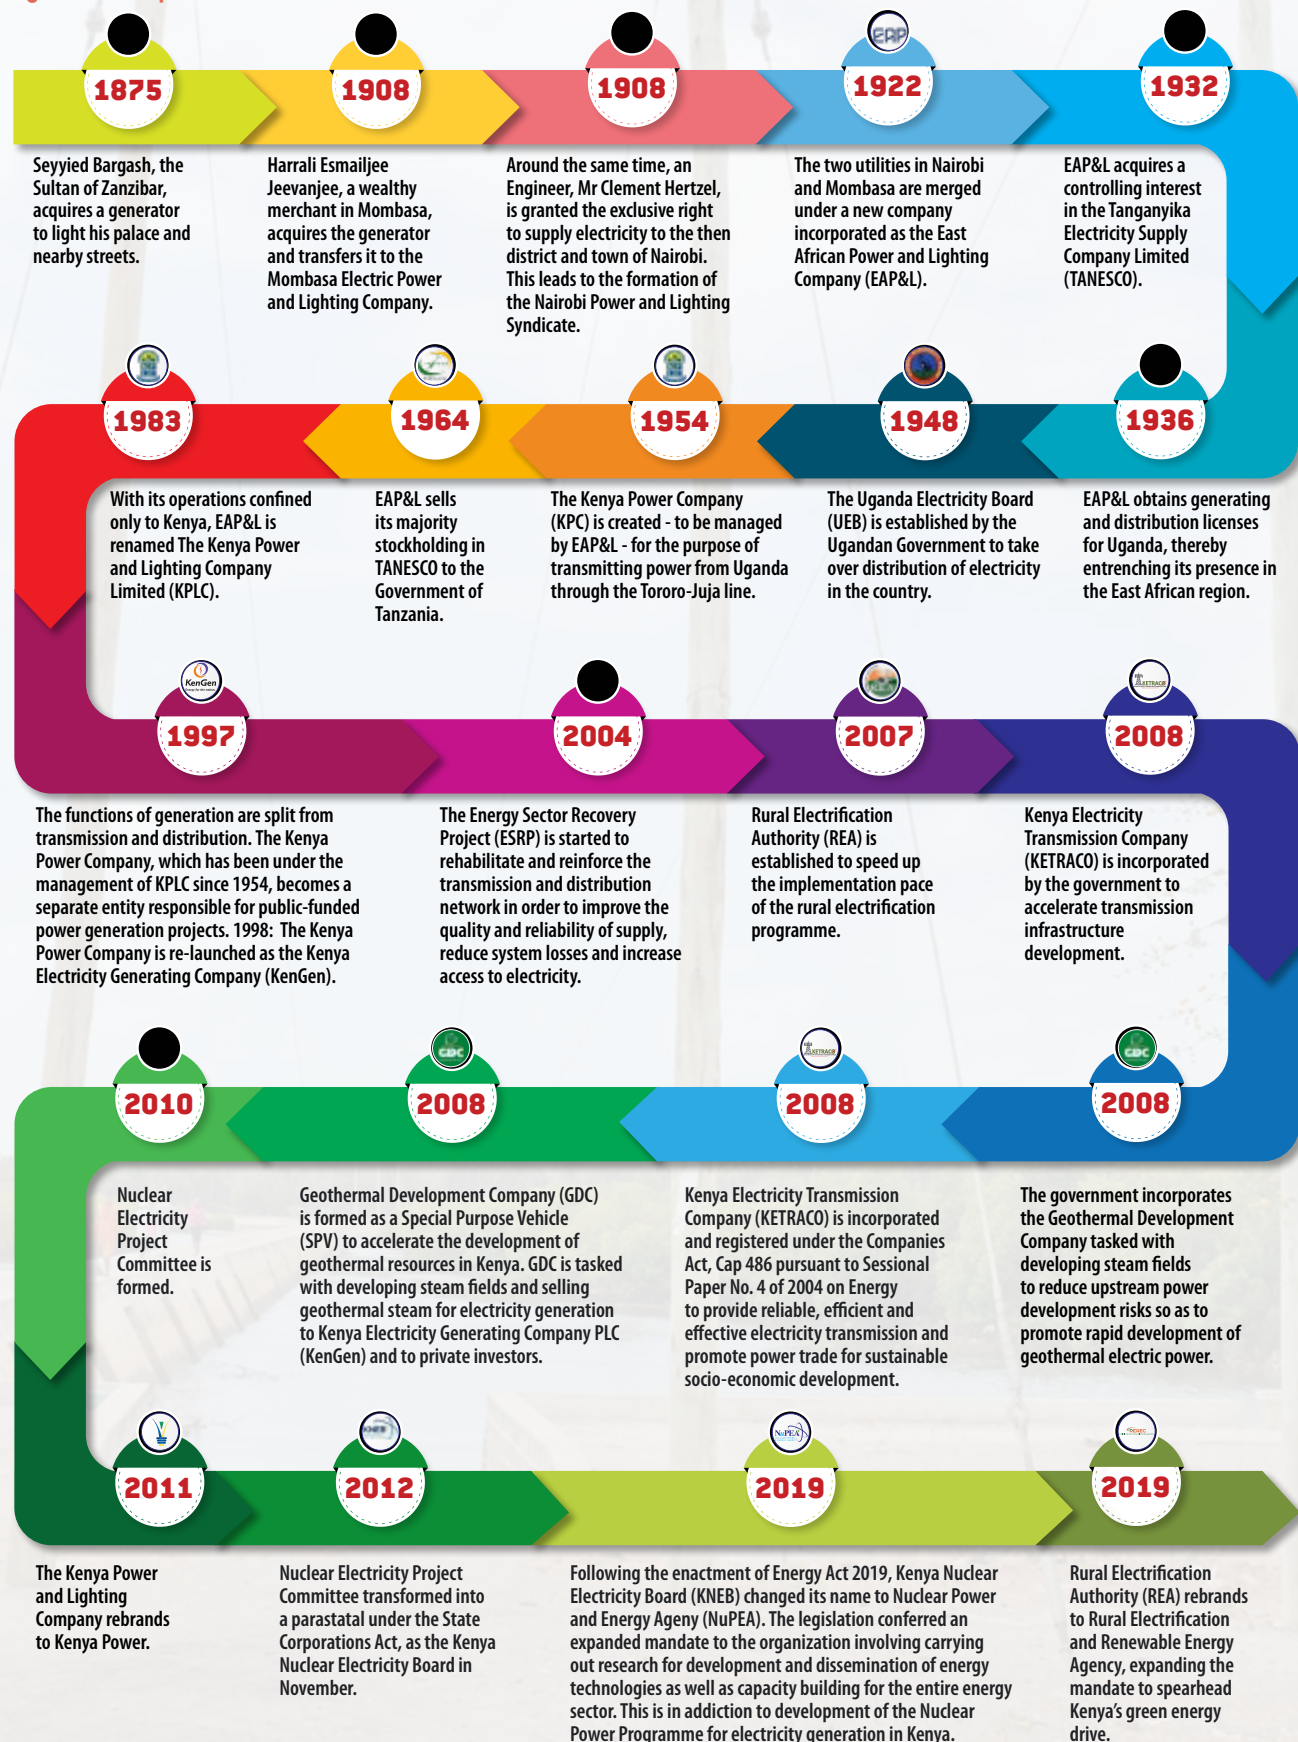 1875
Seyyied Bargash, the
Sultan of Zanzibar,
acquires a generator
to light his palace and
nearby streets.
1908
Harrali Esmailjee
Jeevanjee, a wealthy
merchant in Mombasa,
acquires the generator
and transfers it to the
Mombasa Electric Power
and Lighting Company.
1908
Around the same time, an
Engineer, Mr Clement Hertzel,
is granted the exclusive right
to supply electricity to the then
district and town of Nairobi.
This leads to the formation of
the Nairobi Power and Lighting
Syndicate.
EAP
1922
The two utilities in Nairobi
and Mombasa are merged
under a new company
incorporated as the East
African Power and Lighting
Company (EAP&L).
1932
EAP&L acquires a
controlling interest
in the Tanganyika
Electricity Supply
Company Limited
(TANESCO).
1936
EAP&L obtains generating
and distribution licenses
for Uganda, thereby
entrenching its presence in
the East African region.
1948
The Uganda Electricity Board
(UEB) is established by the
Ugandan Government to take
over distribution of electricity
in the country.
1954
The Kenya Power Company
(KPC) is created - to be managed
by EAP&L - for the purpose of
transmitting power from Uganda
through the Tororo-Juja line.
1964
EAP&L sells
its majority
stockholding in
TANESCO to the
Government of
Tanzania.
1983
With its operations confined
only to Kenya, EAP&L is
renamed The Kenya Power
and Lighting Company
Limited (KPLC).
KenGen
1997
The functions of generation are split from
transmission and distribution. The Kenya
Power Company, which has been under the
management of KPLC since 1954, becomes a
separate entity responsible for public-funded
power generation projects. 1998: The Kenya
Power Company is re-launched as the Kenya
Electricity Generating Company (KenGen).
2004
The Energy Sector Recovery
Project (ESRP) is started to
rehabilitate and reinforce the
transmission and distribution
network in order to improve the
quality and reliability of supply,
reduce system losses and increase
access to electricity.
REA
2007
Rural Electrification
Authority (REA) is
established to speed up
the implementation pace
of the rural electrification
programme.
KETRACO
2008
Kenya Electricity
Transmission Company
(KETRACO) is incorporated
by the government to
accelerate transmission
infrastructure
development.
GDC
2008
The government incorporates
the Geothermal Development
Company tasked with
developing steam fields
to reduce upstream power
development risks so as to
promote rapid development of
geothermal electric power.
KETRACO
2008
Kenya Electricity Transmission
Company (KETRACO) is incorporated
and registered under the Companies
Act, Cap 486 pursuant to Sessional
Paper No. 4 of 2004 on Energy
to provide reliable, efficient and
effective electricity transmission and
promote power trade for sustainable
socio-economic development.
GDC
2008
Geothermal Development Company (GDC)
is formed as a Special Purpose Vehicle
(SPV) to accelerate the development of
geothermal resources in Kenya. GDC is tasked
with developing steam fields and selling
geothermal steam for electricity generation
to Kenya Electricity Generating Company PLC
(KenGen) and to private investors.
2010
Nuclear
Electricity
Project
Committee is
formed.
2011
The Kenya Power
and Lighting
Company rebrands
to Kenya Power.
KNEB
2012
Nuclear Electricity Project
Committee transformed into
a parastatal under the State
Corporations Act, as the Kenya
Nuclear Electricity Board in
November.
NuPEA
2019
Following the enactment of Energy Act 2019, Kenya Nuclear
Electricity Board (KNEB) changed its name to Nuclear Power
and Energy Ageny (NuPEA). The legislation conferred an
expanded mandate to the organization involving carrying
out research for development and dissemination of energy
technologies as well as capacity building for the entire energy
sector. This is in addiction to development of the Nuclear
Power Programme for electricity generation in Kenya.
2019
Rural Electrification
Authority (REA) rebrands
to Rural Electrification
and Renewable Energy
Agency, expanding the
mandate to spearhead
Kenya's green energy
drive.